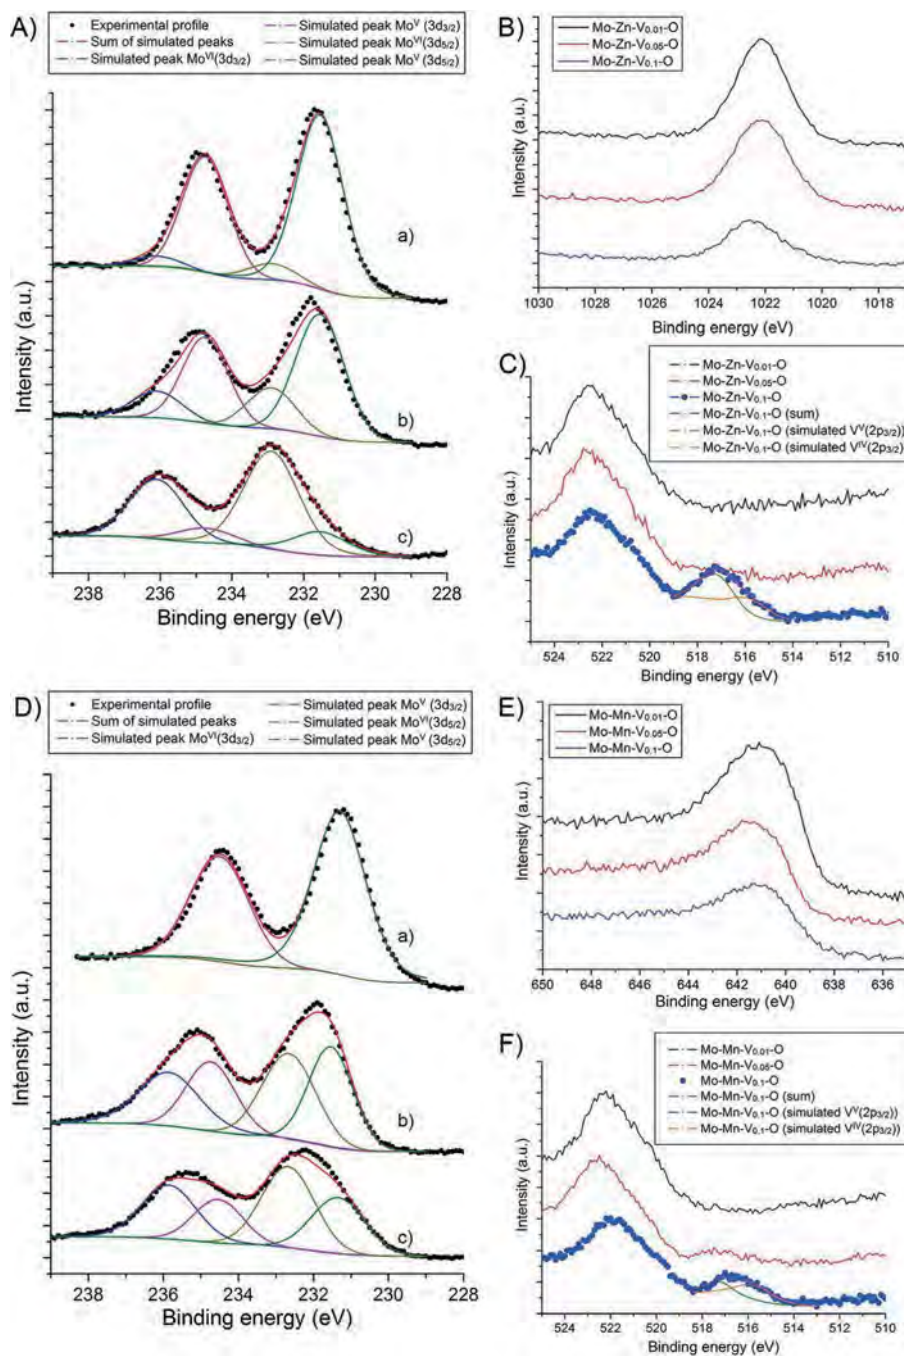 A)
Experimental profile
Sum of simulated peaks
Simulated peak Moⱽᴵ(3d₃/₂)
Simulated peak Moⱽ(3d₃/₂)
Simulated peak Moⱽᴵ(3d₅/₂)
Simulated peak Moⱽ (3d₅/₂)
Intensity (a.u.)
a)
b)
c)
238 236 234 232 230 228
Binding energy (eV)
B)
Mo-Zn-V₀.₀₁-O
Mo-Zn-V₀.₀₅-O
Mo-Zn-V₀.₁-O
Intensity (a.u.)
1030 1028 1026 1024 1022 1020 1018
Binding energy (eV)
C)
Mo-Zn-V₀.₀₁-O
Mo-Zn-V₀.₀₅-O
Mo-Zn-V₀.₁-O
Mo-Zn-V₀.₁-O (sum)
Mo-Zn-V₀.₁-O (simulated Vⱽ(2p₃/₂))
Mo-Zn-V₀.₁-O (simulated Vᴵⱽ(2p₃/₂))
Intensity (a.u.)
524 522 520 518 516 514 512 510
Binding energy (eV)
D)
Experimental profile
Sum of simulated peaks
Simulated peak Moⱽᴵ(3d₃/₂)
Simulated peak Moⱽ (3d₃/₂)
Simulated peak Moⱽᴵ(3d₅/₂)
Simulated peak Moⱽ (3d₅/₂)
Intensity (a.u.)
a)
b)
c)
238 236 234 232 230 228
Binding energy (eV)
E)
Mo-Mn-V₀.₀₁-O
Mo-Mn-V₀.₀₅-O
Mo-Mn-V₀.₁-O
Intensity (a.u.)
650 648 646 644 642 640 638 636
Binding energy (eV)
F)
Mo-Mn-V₀.₀₁-O
Mo-Mn-V₀.₀₅-O
Mo-Mn-V₀.₁-O
Mo-Mn-V₀.₁-O (sum)
Mo-Mn-V₀.₁-O (simulated Vⱽ(2p₃/₂))
Mo-Mn-V₀.₁-O (simulated Vᴵⱽ(2p₃/₂))
Intensity (a.u.)
524 522 520 518 516 514 512 510
Binding energy (eV)